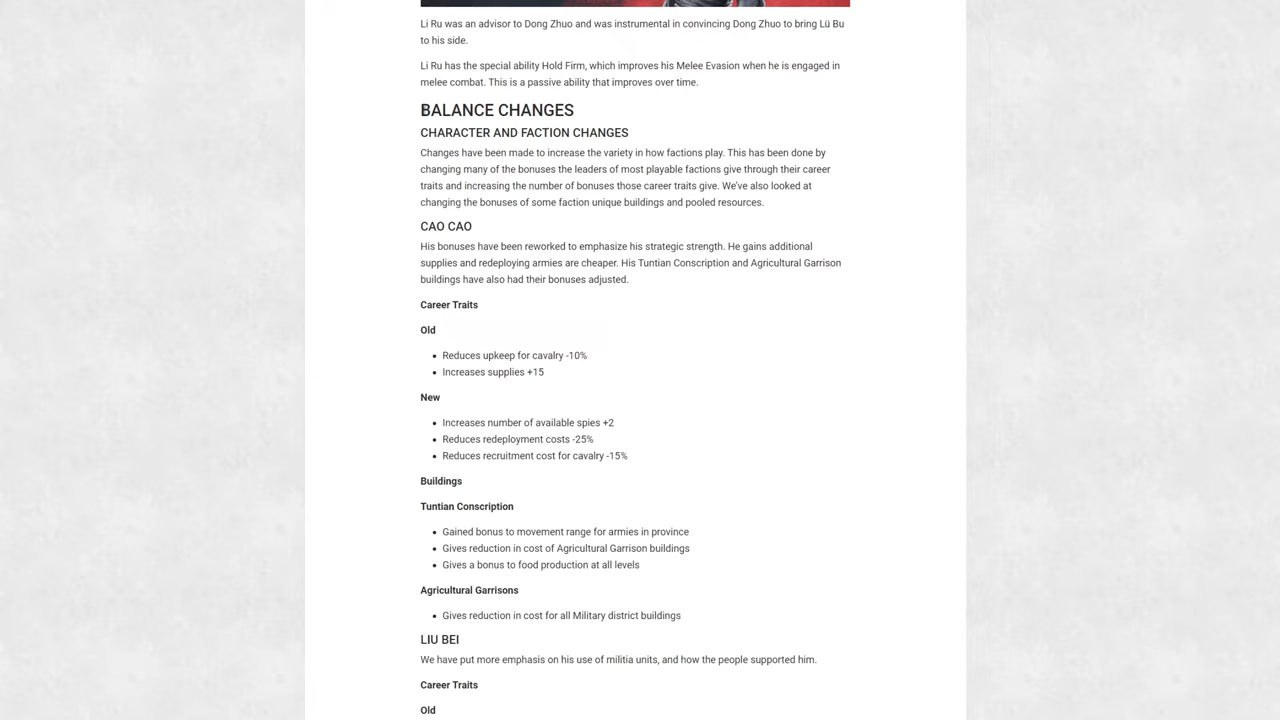 Li Ru was an advisor to Dong Zhuo and was instrumental in convincing Dong Zhuo to bring Lü Bu
to his side.
Li Ru has the special ability Hold Firm, which improves his Melee Evasion when he is engaged in
melee combat. This is a passive ability that improves over time.
BALANCE CHANGES
CHARACTER AND FACTION CHANGES
Changes have been made to increase the variety in how factions play. This has been done by
changing many of the bonuses the leaders of most playable factions give through their career
traits and increasing the number of bonuses those career traits give. We've also looked at
changing the bonuses of some faction unique buildings and pooled resources.
CAO CAO
His bonuses have been reworked to emphasize his strategic strength. He gains additional
supplies and redeploying armies are cheaper. His Tuntian Conscription and Agricultural Garrison
buildings have also had their bonuses adjusted.
Career Traits
Old
• Reduces upkeep for cavalry -10%
• Increases supplies +15
New
• Increases number of available spies +2
• Reduces redeployment costs -25%
• Reduces recruitment cost for cavalry -15%
Buildings
Tuntian Conscription
• Gained bonus to movement range for armies in province
• Gives reduction in cost of Agricultural Garrison buildings
• Gives a bonus to food production at all levels
Agricultural Garrisons
• Gives reduction in cost for all Military district buildings
LIU BEI
We have put more emphasis on his use of militia units, and how the people supported him.
Career Traits
Old